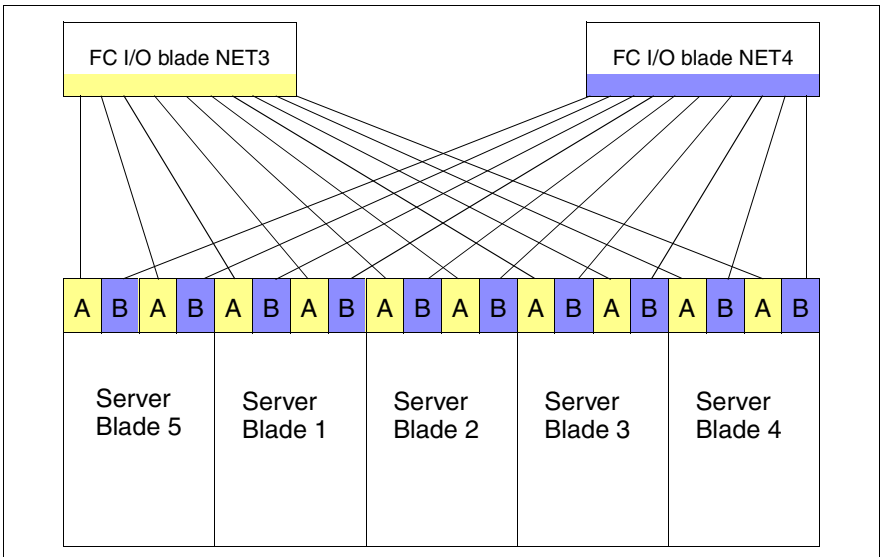 FC I/O blade NET3
FC I/O blade NET4
A B A B A B A B A B A B A B A B A B A B
Server
Blade 5
Server
Blade 1
Server
Blade 2
Server
Blade 3
Server
Blade 4